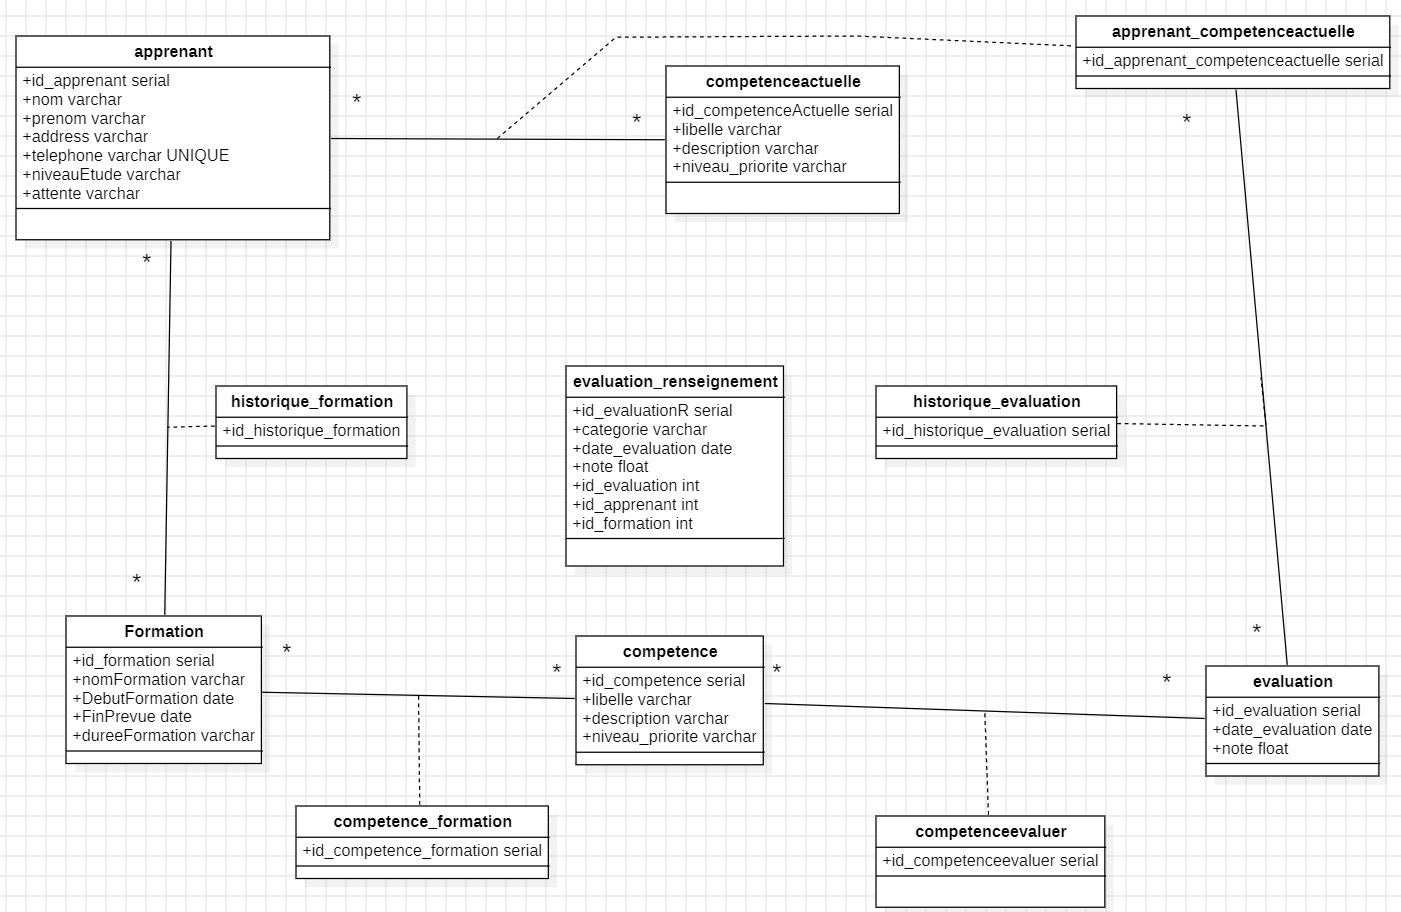 apprenant
+id_apprenant serial
+nom varchar
+prenom varchar
+address varchar
+telephone varchar UNIQUE
+niveauEtude varchar
+attente varchar
*
*
competenceactuelle
+id_competenceActuelle serial
+libelle varchar
+description varchar
+niveau_priorite varchar
apprenant_competenceactuelle
+id_apprenant_competenceactuelle serial
*
*
historique_formation
+id_historique_formation
evaluation_renseignement
+id_evaluationR serial
+categorie varchar
+date_evaluation date
+note float
+id_evaluation int
+id_apprenant int
+id_formation int
historique_evaluation
+id_historique_evaluation serial
*
*
Formation
+id_formation serial
+nomFormation varchar
+DebutFormation date
+FinPrevue date
+dureeFormation varchar
*
*
competence
+id_competence serial
+libelle varchar
+description varchar
+niveau_priorite varchar
*
*
evaluation
+id_evaluation serial
+date_evaluation date
+note float
competence_formation
+id_competence_formation serial
competenceevaluer
+id_competenceevaluer serial